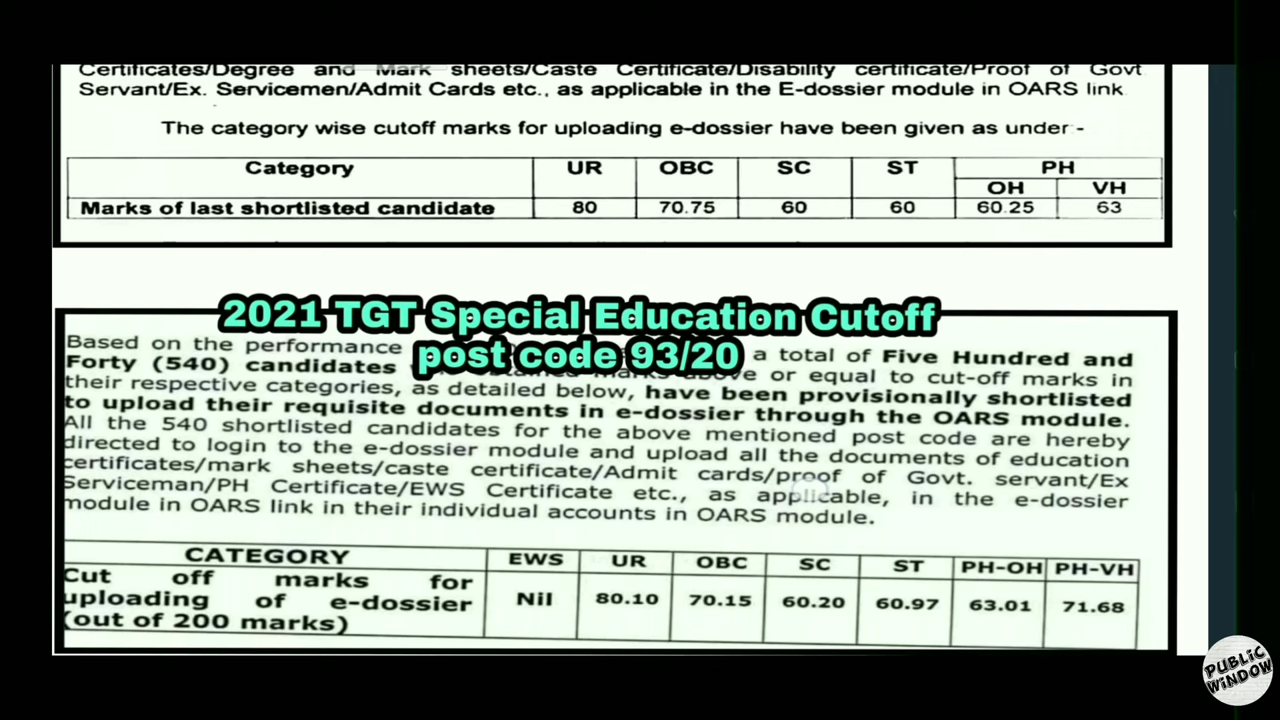 Certificates/Degree and Mark sheets/Caste Certificate/Disability certificate/Proof of Govt
Servant/Ex. Servicemen/Admit Cards etc., as applicable in the E-dossier module in OARS link
The category wise cutoff marks for uploading e-dossier have been given as under:-
Category UR OBC SC ST PH
OH VH
Marks of last shortlisted candidate 80 70.75 60 60 60.25 63
2021 TGT Special Education Cutoff
post code 93/20
Based on the performance
a total of Five Hundred and
Forty (540) candidates above or equal to cut-off marks in
their respective categories, as detailed below, have been provisionally shortlisted
to upload their requisite documents in e-dossier through the OARS module.
All the 540 shortlisted candidates for the above mentioned post code are hereby
directed to login to the e-dossier module and upload all the documents of education
certificates/mark sheets/caste certificate/Admit cards/proof of Govt. servant/Ex
Serviceman/PH Certificate/EWS Certificate etc., as applicable, in the e-dossier
module in OARS link in their individual accounts in OARS module.
CATEGORY EWS UR OBC SC ST PH-OH PH-VH
Cut off marks for
uploading of e-dossier Nil 80.10 70.15 60.20 60.97 63.01 71.68
(out of 200 marks)
PUBLIC
WINDOW